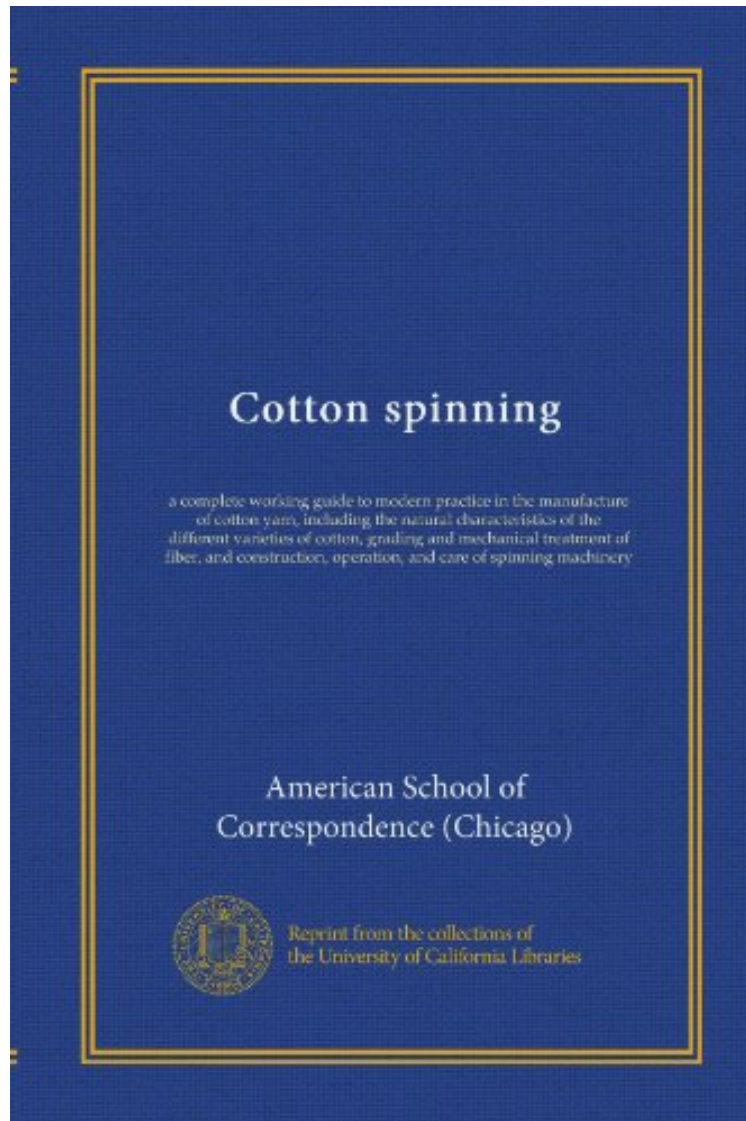 Cotton spinning
a complete working guide to modern practice in the manufacture
of cotton yarn, including the natural characteristics of the
different varieties of cotton, grading and mechanical treatment of
fiber, and construction, operation, and care of spinning machinery
American School of
Correspondence (Chicago)
Reprint from the collections of
the University of California Libraries